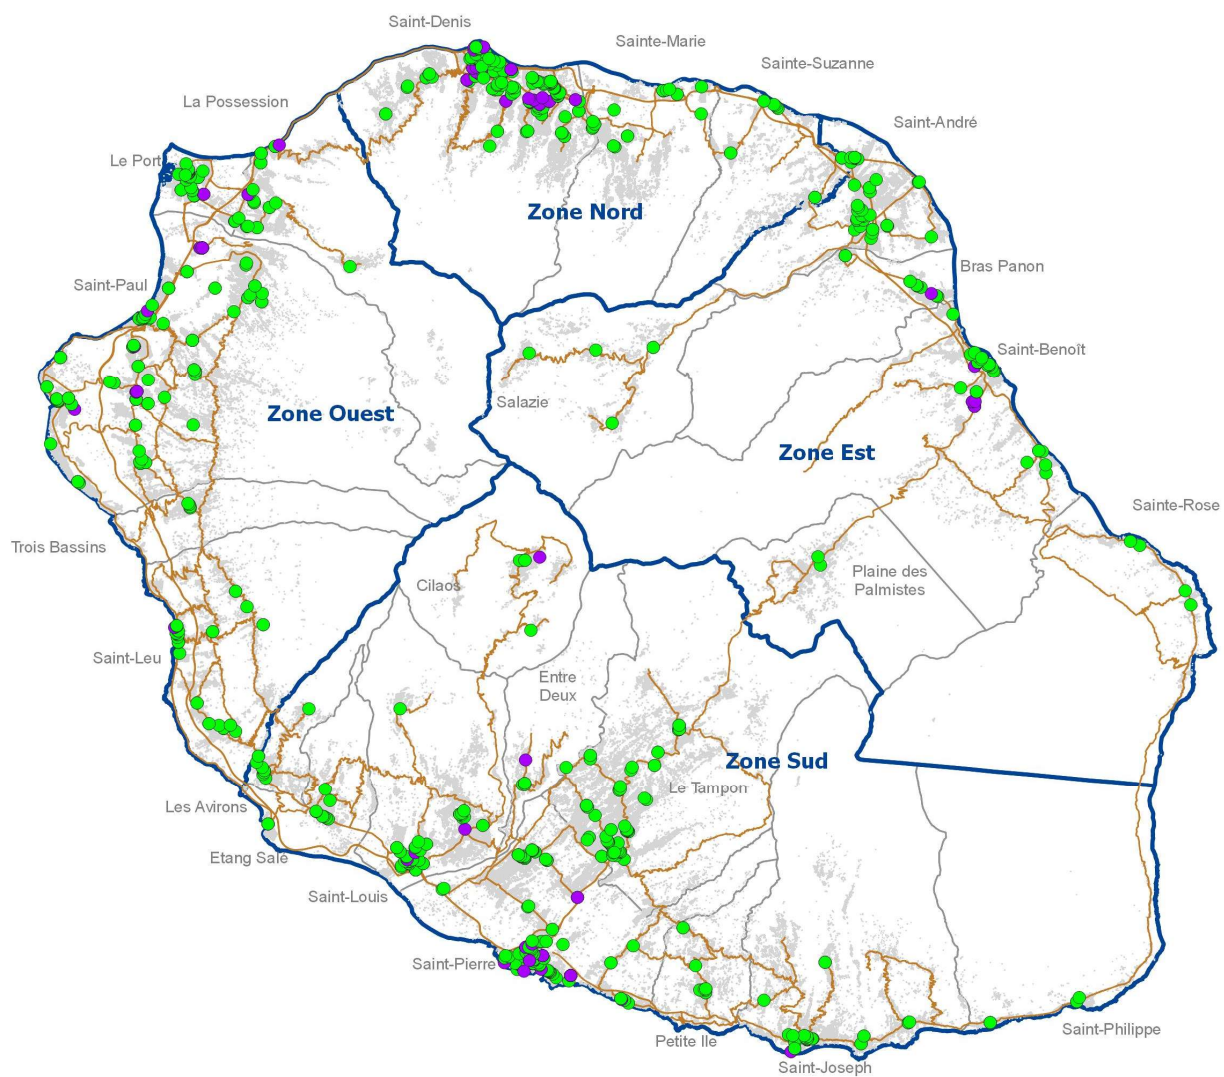 Saint-Denis
Sainte-Marie
Sainte-Suzanne
La Possession
Saint-André
Le Port
Zone Nord
Bras Panon
Saint-Paul
Saint-Benoît
Salazie
Zone Ouest
Zone Est
Sainte-Rose
Trois Bassins
Plaine des
Palmistes
Cilaos
Saint-Leu
Entre
Deux
Zone Sud
Le Tampon
Les Avirons
Etang Salé
Saint-Louis
Saint-Pierre
Saint-Philippe
Petite Ile
Saint-Joseph